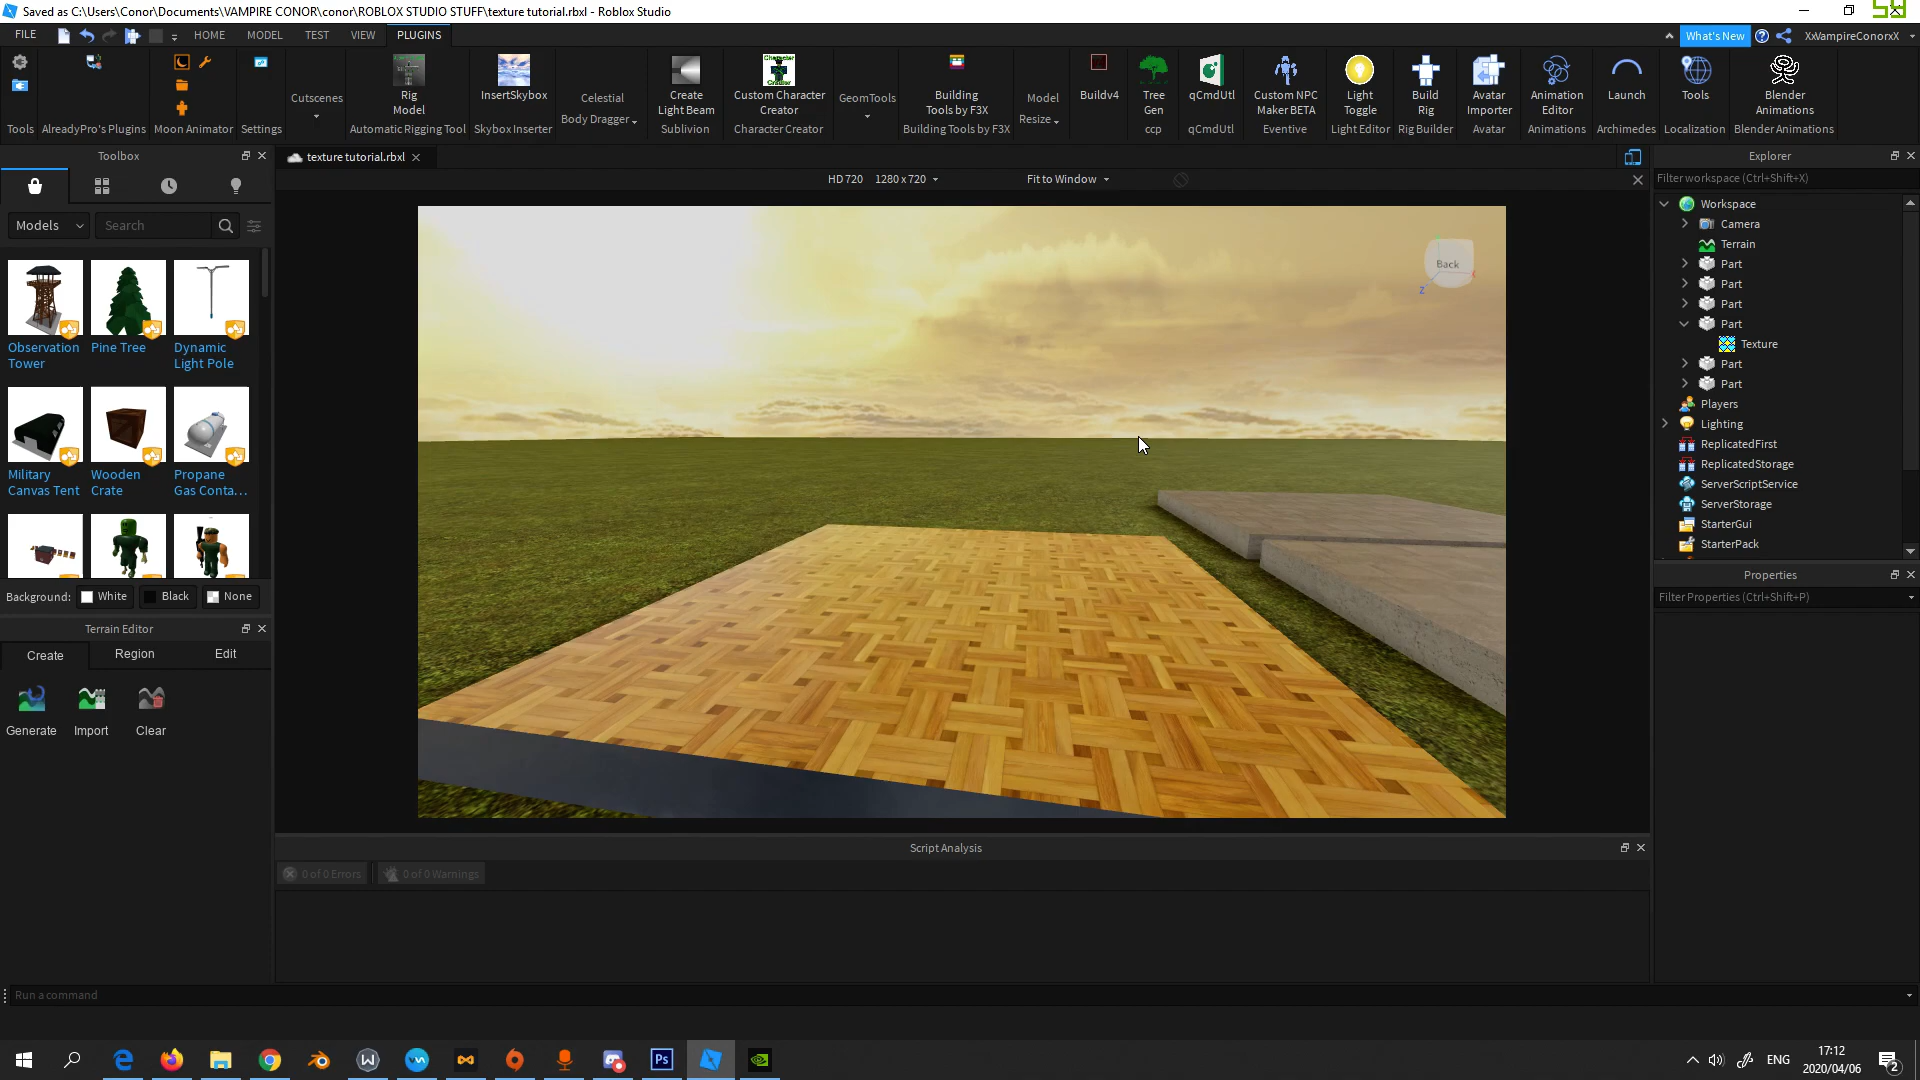 Saved as C:\Users\Conor\Documents\VAMPIRE CONOR\conor\ROBLOX STUDIO STUFF\texture tutorial.rbxl - Roblox Studio
59
FILE HOME MODEL TEST VIEW PLUGINS What's New XxVampireConorxX
Cutscenes
Rig
Model
InsertSkybox
Celestial
Body Dragger
Create
Light Beam
Custom Character
Creator
GeomTools
Building
Tools by F3X
Model
Resize
Buildv4
Tree
Gen
qCmdUtl
Custom NPC
Maker BETA
Light
Toggle
Build
Rig
Avatar
Importer
Animation
Editor
Launch
Tools
Blender
Animations
Tools AlreadyPro's Plugins Moon Animator Settings Automatic Rigging Tool Skybox Inserter Sublivion Character Creator Building Tools by F3X ccp qCmdUtl Eventive Light Editor Rig Builder Avatar Animations Archimedes Localization Blender Animations
Toolbox
texture tutorial.rbxl
Explorer
HD720 1280x720 Fit to Window
Filter workspace (Ctrl+Shift+X)
Models Search
Observation
Tower
Pine Tree
Dynamic
Light Pole
Military
Canvas Tent
Wooden
Crate
Propane
Gas Conta...
Background: White Black None
Terrain Editor
Create Region Edit
Generate Import Clear
Back
Z
Workspace
Camera
Terrain
Part
Part
Part
Part
Texture
Part
Part
Players
Lighting
ReplicatedFirst
ReplicatedStorage
ServerScriptService
ServerStorage
StarterGui
StarterPack
Properties
Filter Properties (Ctrl+Shift+P)
Script Analysis
0 of 0 Errors 0 of 0 Warnings
Run a command
Ps
ENG
17:12
2020/04/06
2